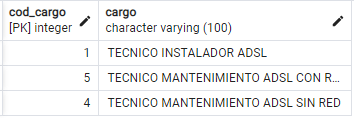 cod_cargo cargo
[PK] integer character varying (100)
1 TECNICO INSTALADOR ADSL
5 TECNICO MANTENIMIENTO ADSL CON R...
4 TECNICO MANTENIMIENTO ADSL SIN RED